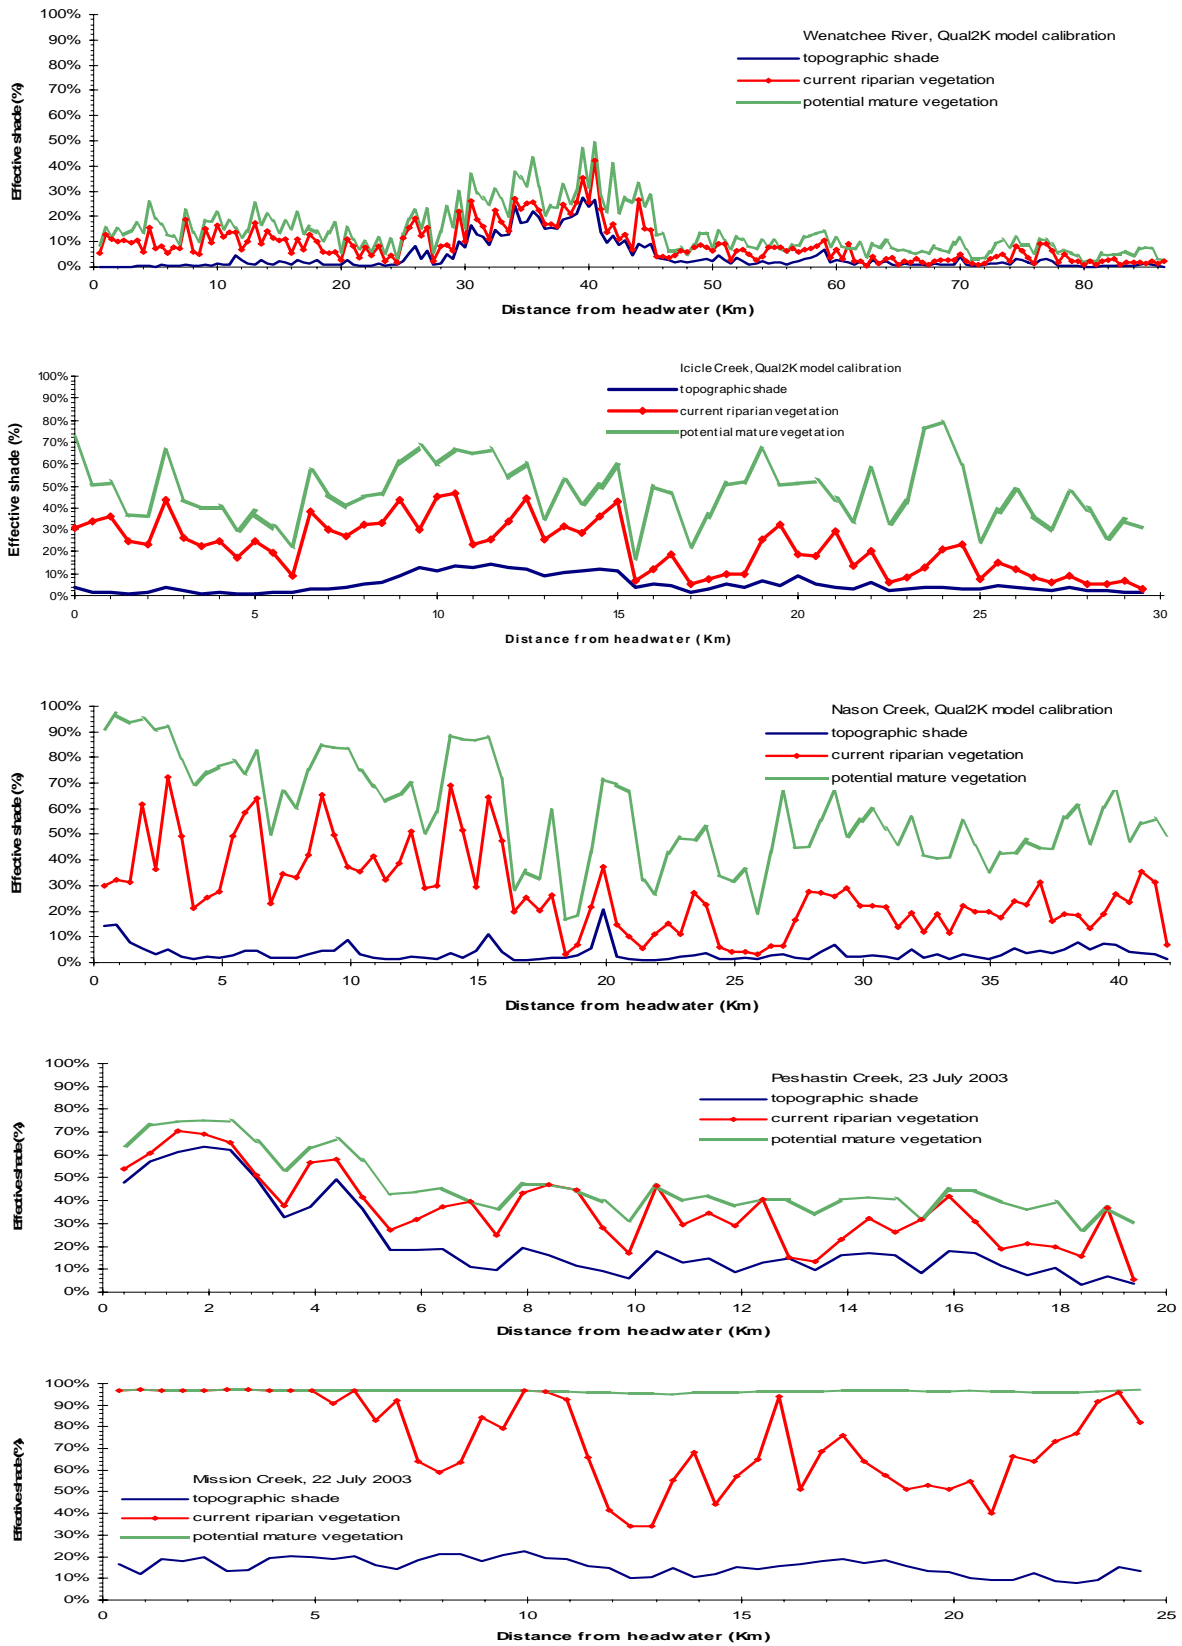 100%
90%
80%
70%
60%
50%
40%
30%
20%
10%
0%
Effective shade (%)
Wenatchee River, Qual2K model calibration
topographic shade
current riparian vegetation
potential mature vegetation
0 10 20 30 40 50 60 70 80
Distance from headwater (Km)
100%
90%
80%
70%
60%
50%
40%
30%
20%
10%
0%
Effective shade (%)
Icicle Creek, Qual2K model calibration
topographic shade
current riparian vegetation
potential mature vegetation
0 5 10 15 20 25 30
Distance from headwater (Km)
100%
90%
80%
70%
60%
50%
40%
30%
20%
10%
0%
Effective shade (%)
Nason Creek, Qual2K model calibration
topographic shade
current riparian vegetation
potential mature vegetation
0 5 10 15 20 25 30 35 40
Distance from headwater (Km)
100%
90%
80%
70%
60%
50%
40%
30%
20%
10%
0%
Effective shade (%)
Peshastin Creek, 23 July 2003
topographic shade
current riparian vegetation
potential mature vegetation
0 2 4 6 8 10 12 14 16 18 20
Distance from headwater (Km)
100%
90%
80%
70%
60%
50%
40%
30%
20%
10%
0%
Effective shade (%)
Mission Creek, 22 July 2003
topographic shade
current riparian vegetation
potential mature vegetation
0 5 10 15 20 25
Distance from headwater (Km)